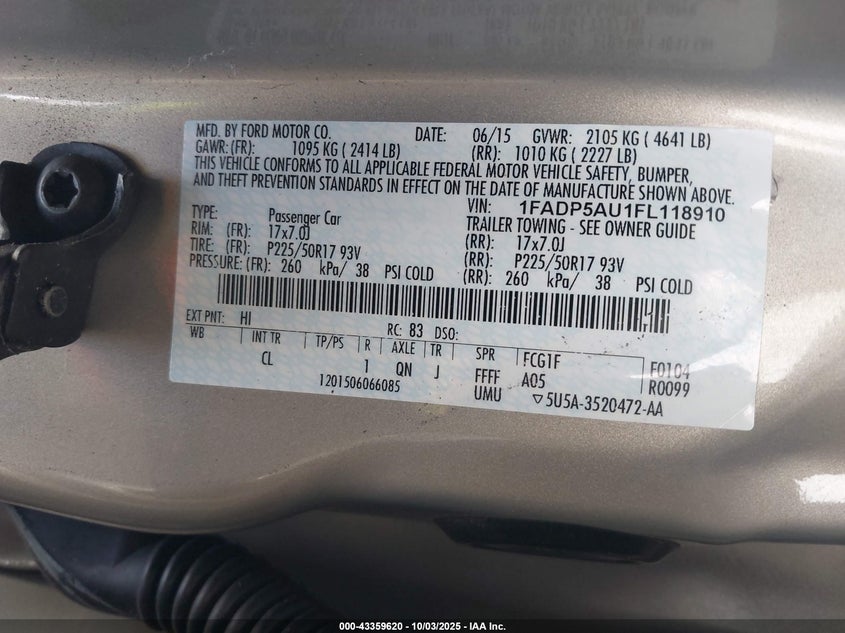 MFD. BY FORD MOTOR CO. DATE: 06/15 GVWR: 2105 KG ( 4641 LB)
GAWR: (FR): 1095 KG ( 2414 LB) (RR): 1010 KG ( 2227 LB)
THIS VEHICLE CONFORMS TO ALL APPLICABLE FEDERAL MOTOR VEHICLE SAFETY, BUMPER,
AND THEFT PREVENTION STANDARDS IN EFFECT ON THE DATE OF MANUFACTURE SHOWN ABOVE.
VIN: 1FADP5AU1FL118910
TYPE: Passenger Car TRAILER TOWING - SEE OWNER GUIDE
RIM: (FR): 17x7.0J (RR): 17x7.0J
TIRE: (FR): P225/50R17 93V (RR): P225/50R17 93V
PRESSURE: (FR): 260 kPa/ 38 PSI COLD (RR): 260 kPa/ 38 PSI COLD
EXT PNT: HI RC: 83 DSO:
WB INT TR TP/PS R AXLE TR SPR FCG1F F0104
CL 1 QN J FFFF A05 R0099
1201506066085 UMU ▽5U5A-3520472-AA
000-43359620 - 10/03/2025 - IAA Inc.